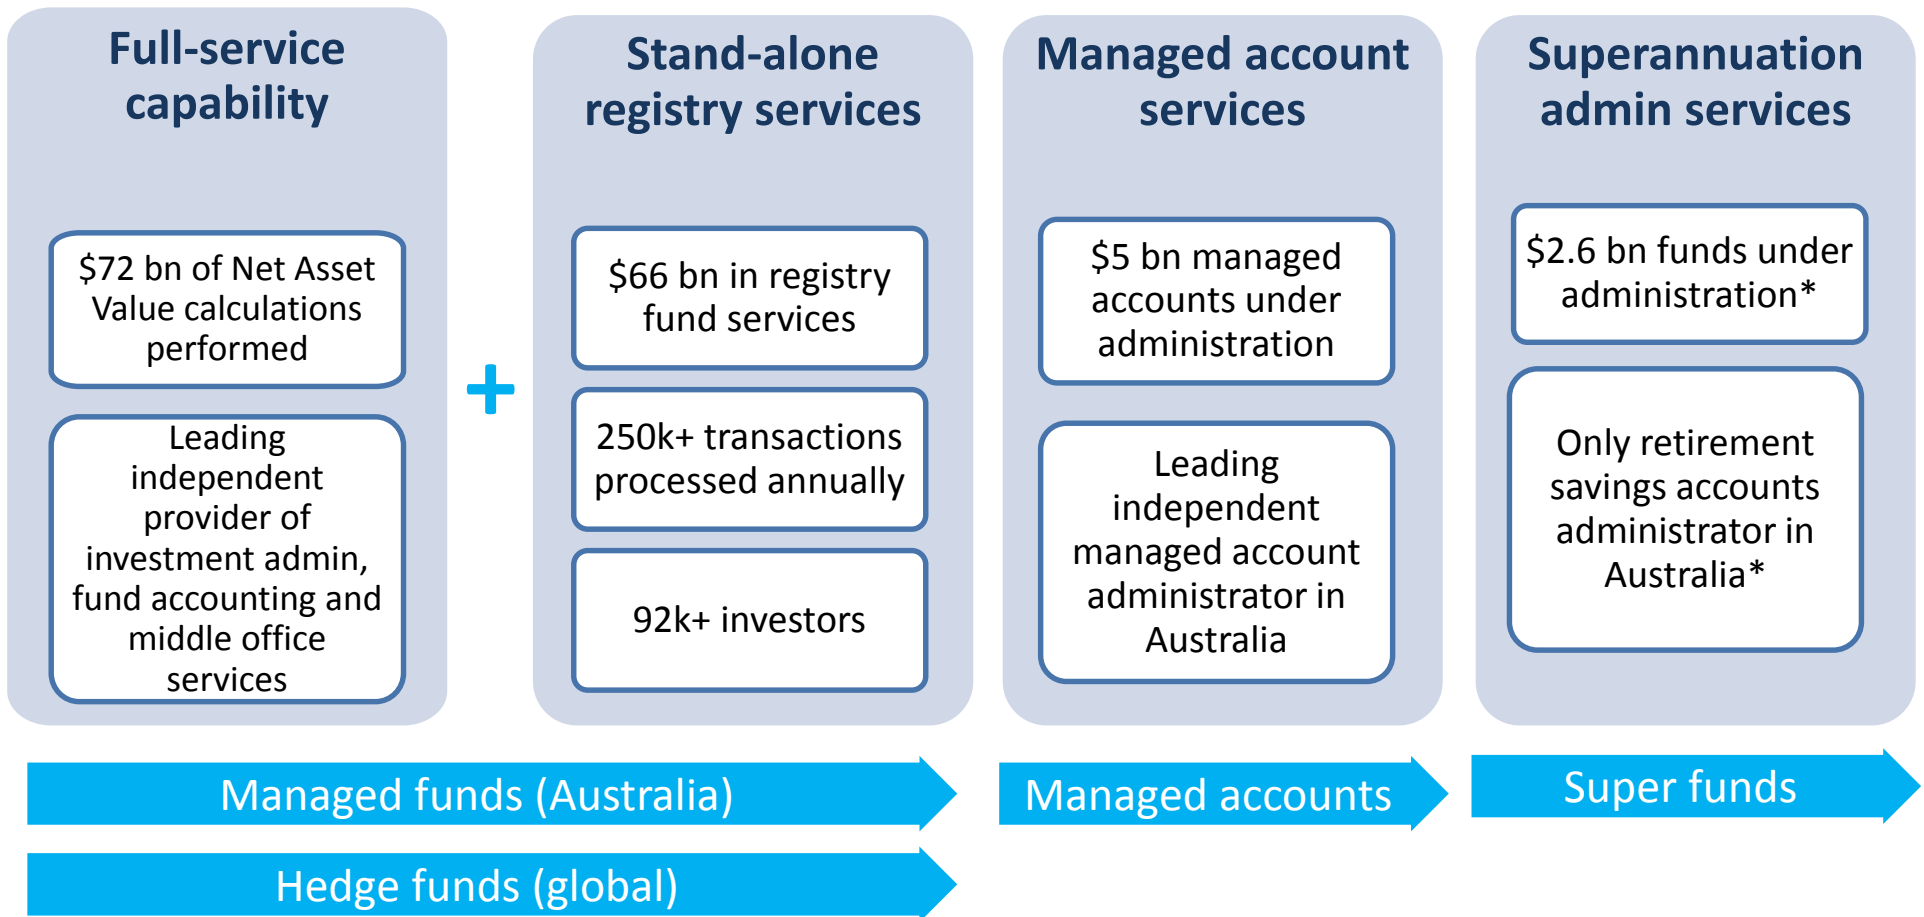 Full-service
capability
$72 bn of Net Asset
Value calculations
performed
Leading
independent
provider of
investment admin,
fund accounting and
middle office
services
+
Stand-alone
registry services
$66 bn in registry
fund services
250k+ transactions
processed annually
92k+ investors
Managed account
services
$5 bn managed
accounts under
administration
Leading
independent
managed account
administrator in
Australia
Superannuation
admin services
$2.6 bn funds under
administration*
Only retirement
savings accounts
administrator in
Australia*
Managed funds (Australia)
Managed accounts
Super funds
Hedge funds (global)